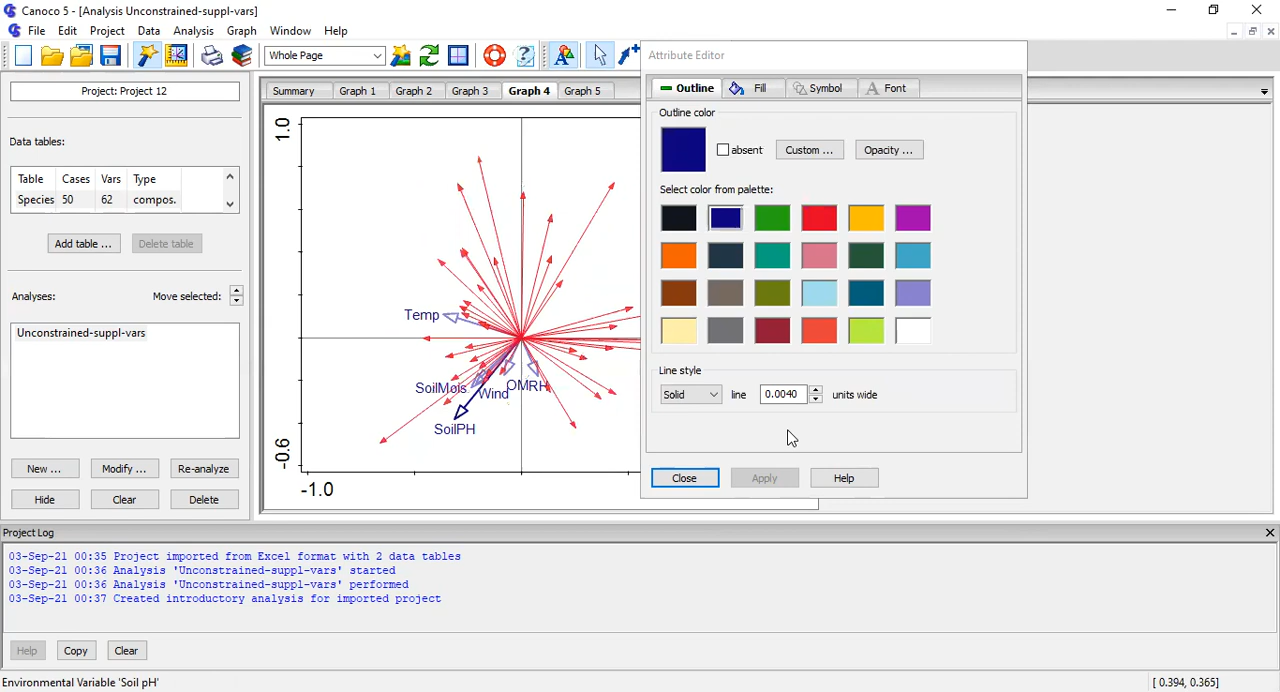 Canoco 5 - [Analysis Unconstrained-suppl-vars]
File Edit Project Data Analysis Graph Window Help
Whole Page
Project: Project 12
Data tables:
Table Cases Vars Type
Species 50 62 compos.
Add table ... Delete table
Analyses: Move selected:
Unconstrained-suppl-vars
New ... Modify ... Re-analyze
Hide Clear Delete
Summary Graph 1 Graph 2 Graph 3 Graph 4 Graph 5
1.0
Temp
SoilMois Wind OMRH
SoilPH
-0.6
-1.0
Attribute Editor
Outline Fill Symbol Font
Outline color
absent Custom ... Opacity ...
Select color from palette:
Line style
Solid line 0.0040 units wide
Close Apply Help
Project Log
03-Sep-21 00:35 Project imported from Excel format with 2 data tables
03-Sep-21 00:36 Analysis 'Unconstrained-suppl-vars' started
03-Sep-21 00:36 Analysis 'Unconstrained-suppl-vars' performed
03-Sep-21 00:37 Created introductory analysis for imported project
Help Copy Clear
Environmental Variable 'Soil pH' [ 0.394, 0.365]